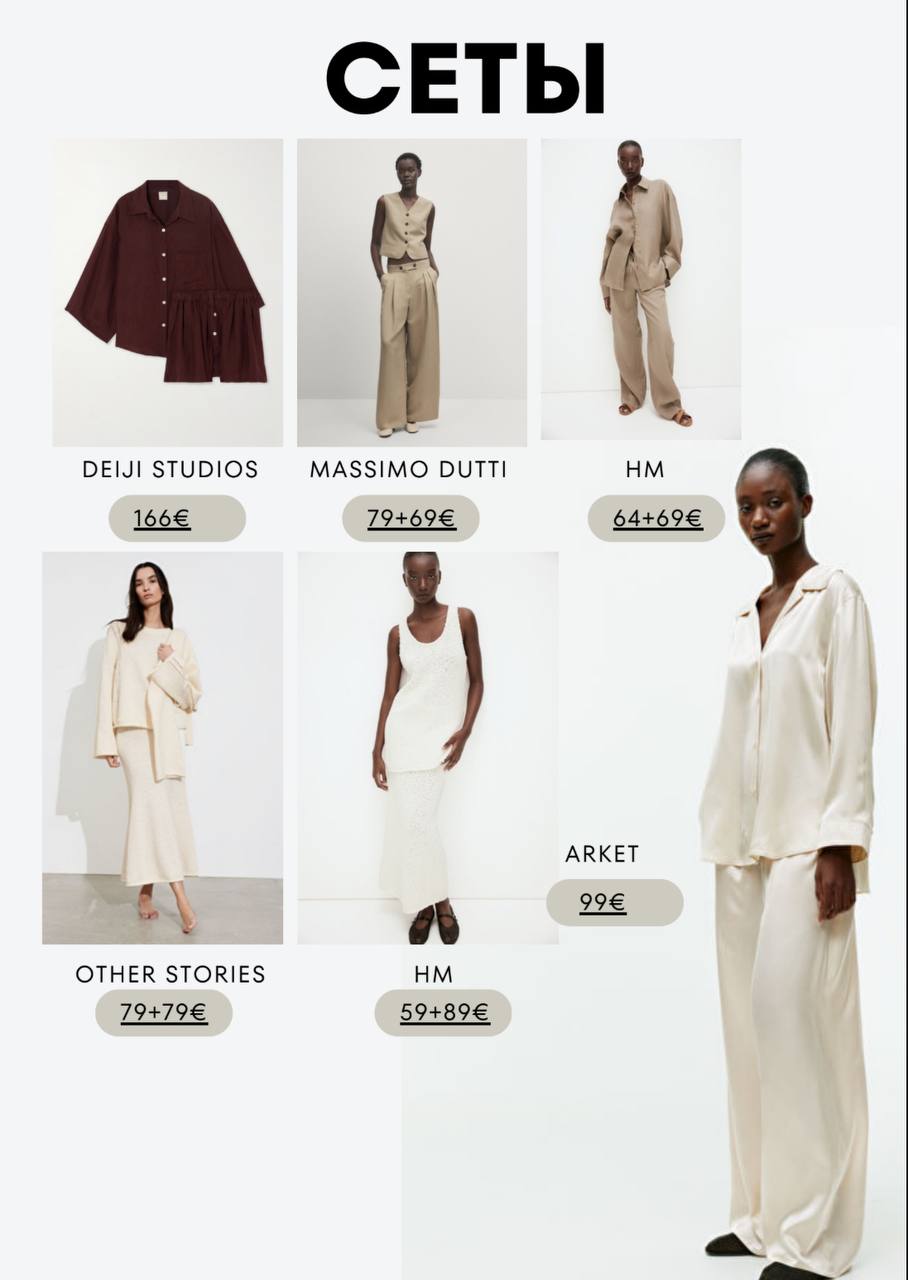 СЕТЫ
DEIJI STUDIOS
166€
MASSIMO DUTTI
79+69€
HM
64+69€
ARKET
99€
OTHER STORIES
79+79€
HM
59+89€